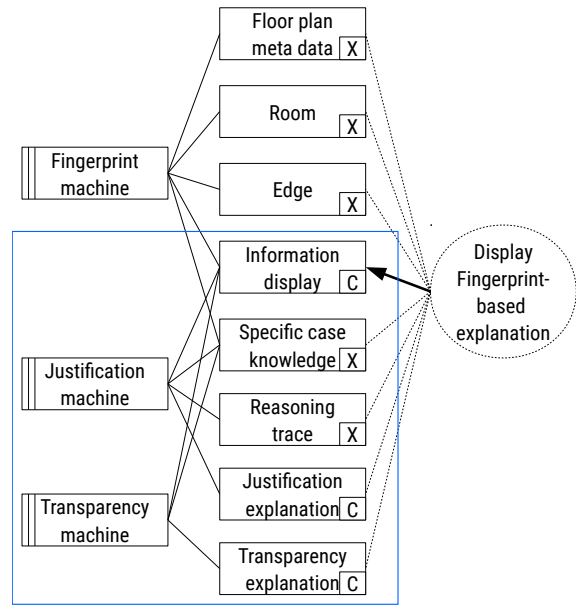 Floor plan
meta data X
Room
X
Fingerprint
machine
Edge
X
Information
display C
Display
Fingerprint-
based
explanation
Specific case
knowledge X
Justification
machine
Reasoning
trace X
Justification
explanation C
Transparency
machine
Transparency
explanation C